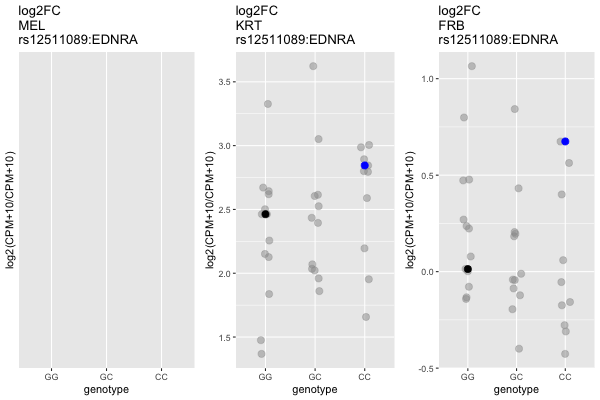 log2FC
MEL
rs12511089:EDNRA
log2(CPM+10/CPM+10)
GG GC CC
genotype
log2FC
KRT
rs12511089:EDNRA
log2(CPM+10/CPM+10)
3.5
3.0
2.5
2.0
1.5
GG GC CC
genotype
log2FC
FRB
rs12511089:EDNRA
log2(CPM+10/CPM+10)
1.0
0.5
0.0
-0.5
GG GC CC
genotype